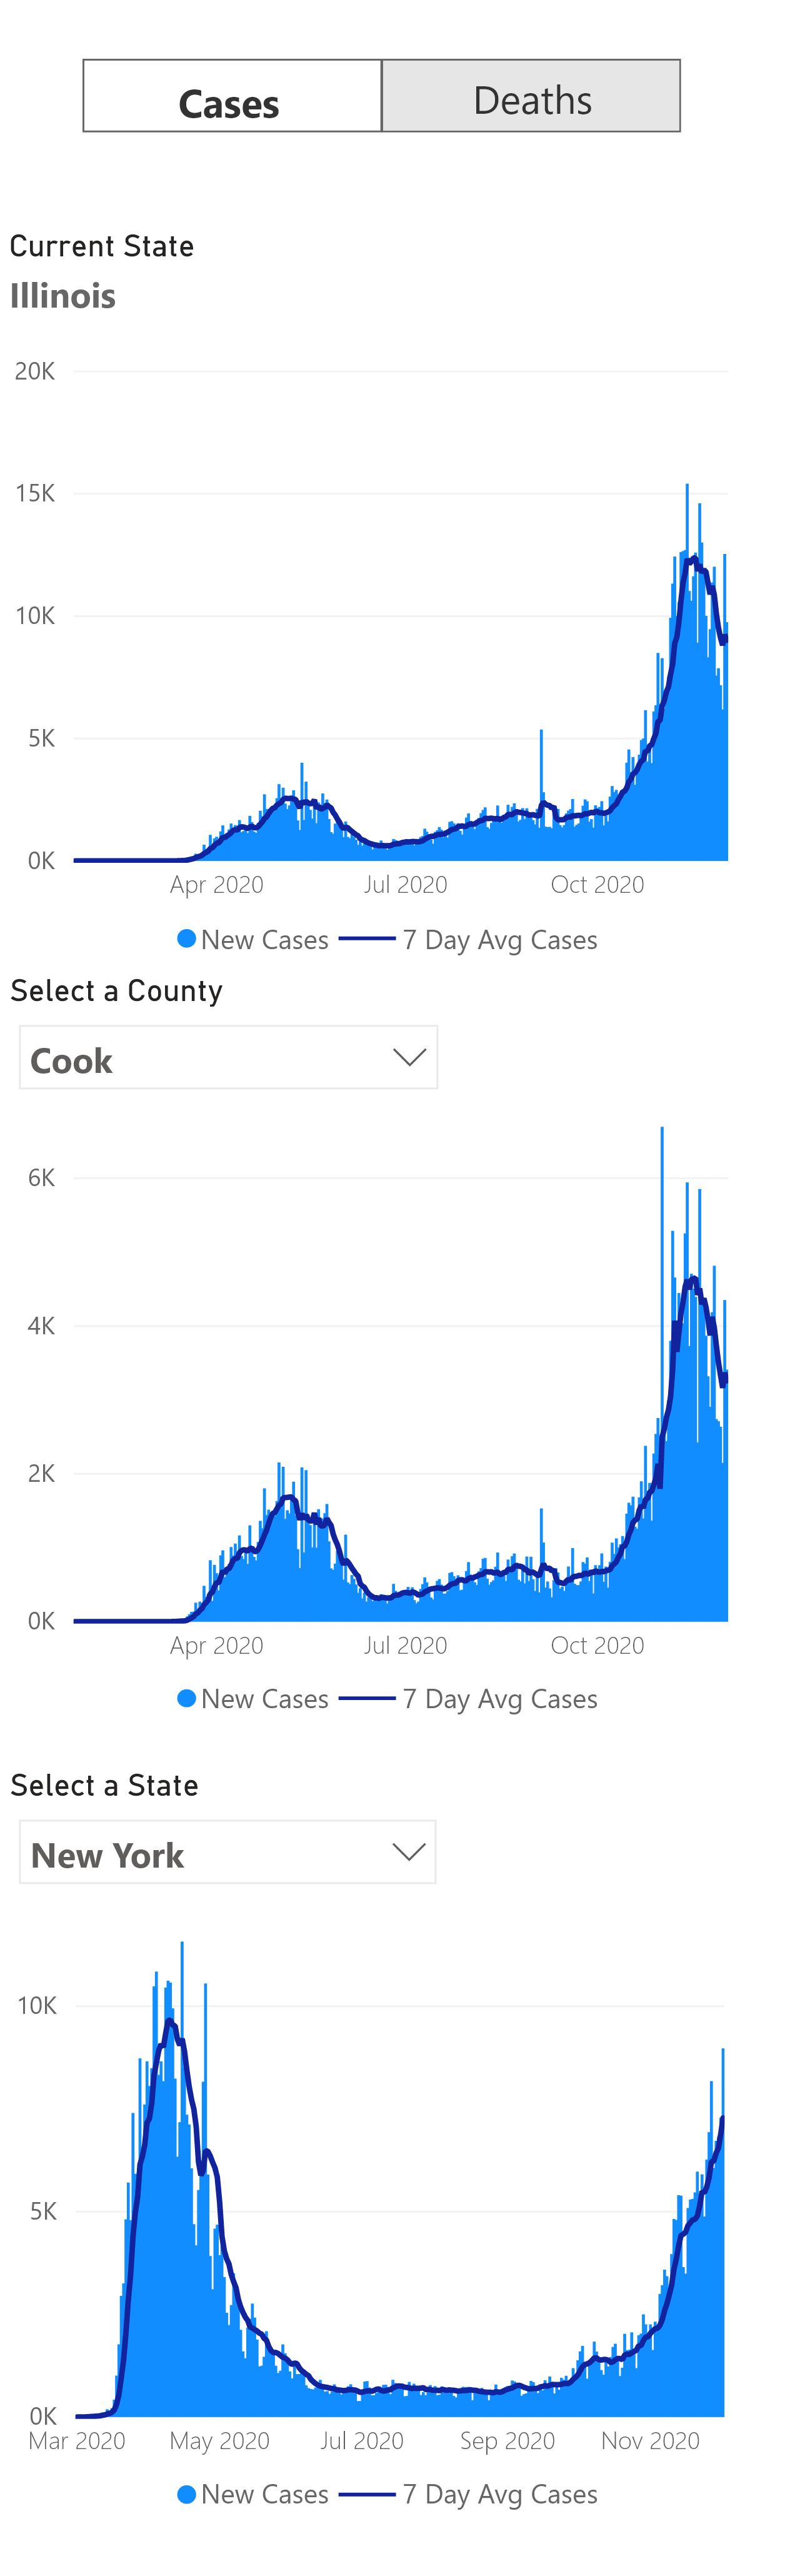 Cases Deaths
Current State
Illinois
20K
15K
10K
5K
0K
Apr 2020 Jul 2020 Oct 2020
New Cases 7 Day Avg Cases
Select a County
Cook
6K
4K
2K
0K
Apr 2020 Jul 2020 Oct 2020
New Cases 7 Day Avg Cases
Select a State
New York
10K
5K
0K
Mar 2020 May 2020 Jul 2020 Sep 2020 Nov 2020
New Cases 7 Day Avg Cases